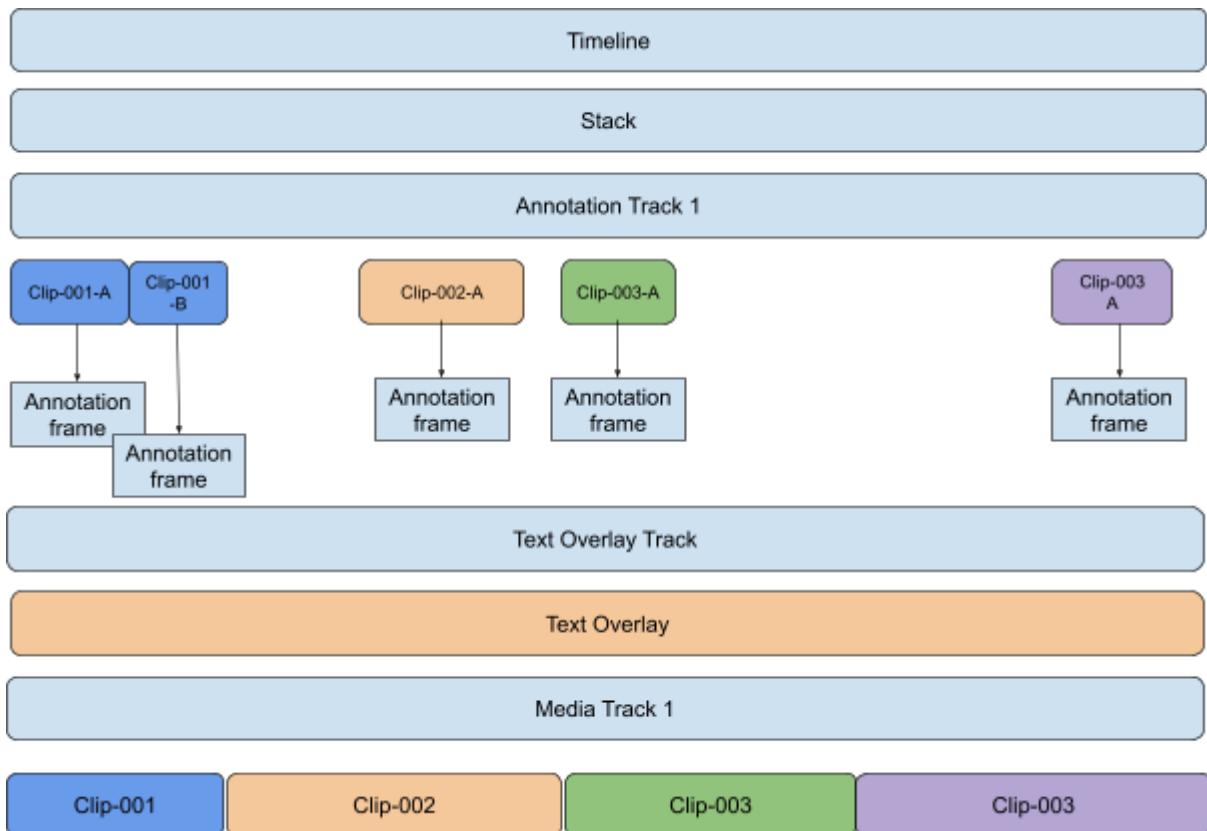 Timeline
Stack
Annotation Track 1
Clip-001-A
Clip-001
-B
Clip-002-A
Clip-003-A
Clip-003
A
Annotation
frame
Annotation
frame
Annotation
frame
Annotation
frame
Annotation
frame
Text Overlay Track
Text Overlay
Media Track 1
Clip-001
Clip-002
Clip-003
Clip-003